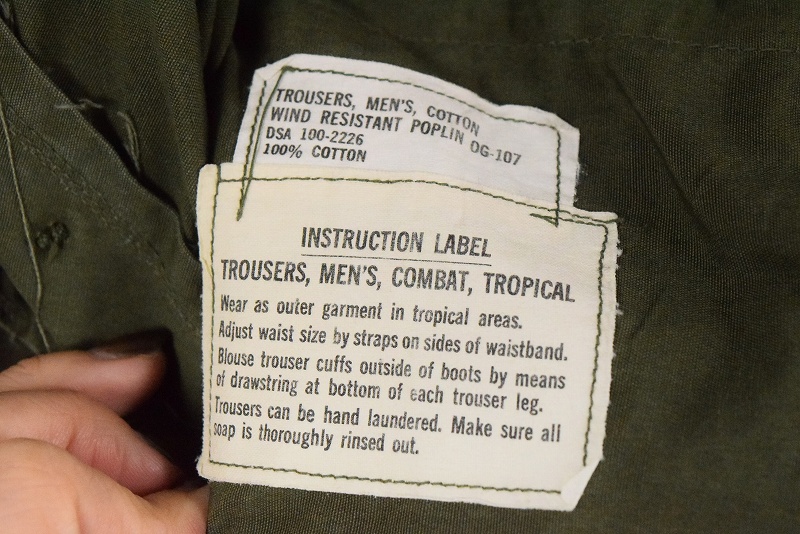 TROUSERS, MEN'S, COTTON
WIND RESISTANT POPLIN OG-107
DSA 100-2226
100% COTTON
INSTRUCTION LABEL
TROUSERS, MEN'S, COMBAT, TROPICAL
Wear as outer garment in tropical areas.
Adjust waist size by straps on sides of waistband.
Blouse trouser cuffs outside of boots by means
of drawstring at bottom of each trouser leg.
Trousers can be hand laundered. Make sure all
soap is thoroughly rinsed out.